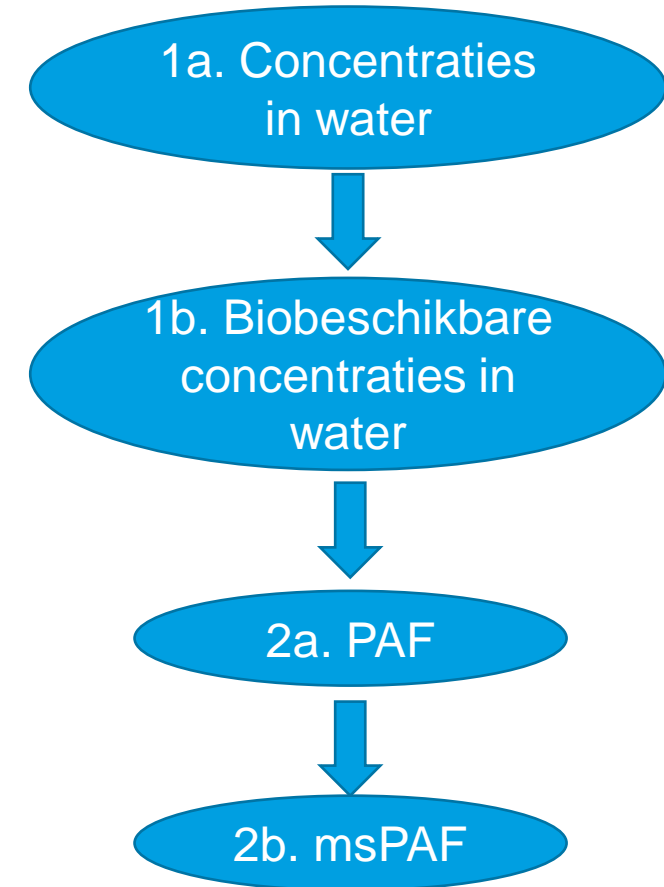 1a. Concentraties
in water
1b. Biobeschikbare
concentraties in
water
2a. PAF
2b. msPAF